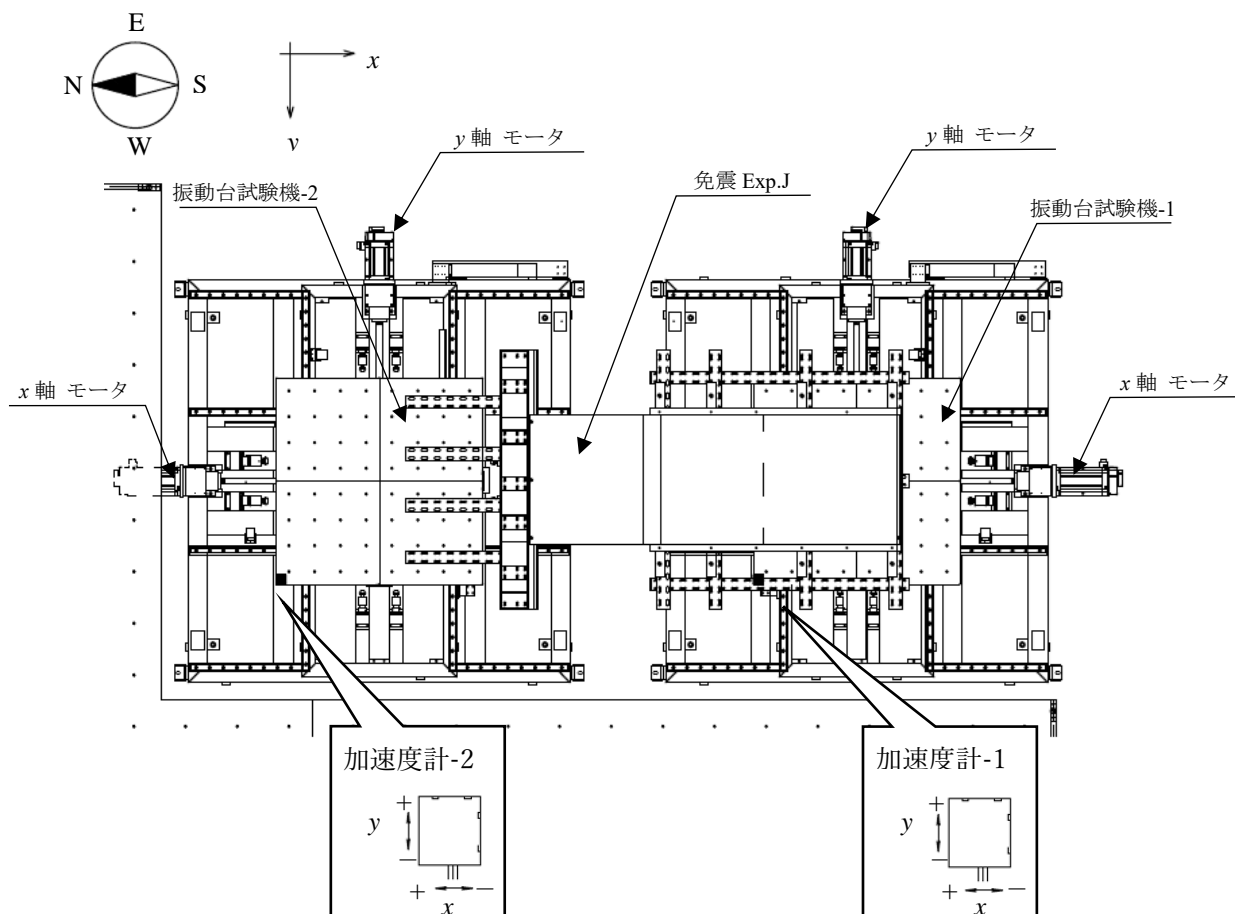 E
N
S
W
x
v
y 軸 モータ
y 軸 モータ
振動台試験機-2
免震 Exp.J
振動台試験機-1
x 軸 モータ
x 軸 モータ
加速度計-2
+
y
−
+
−
x
加速度計-1
+
y
−
+
−
x